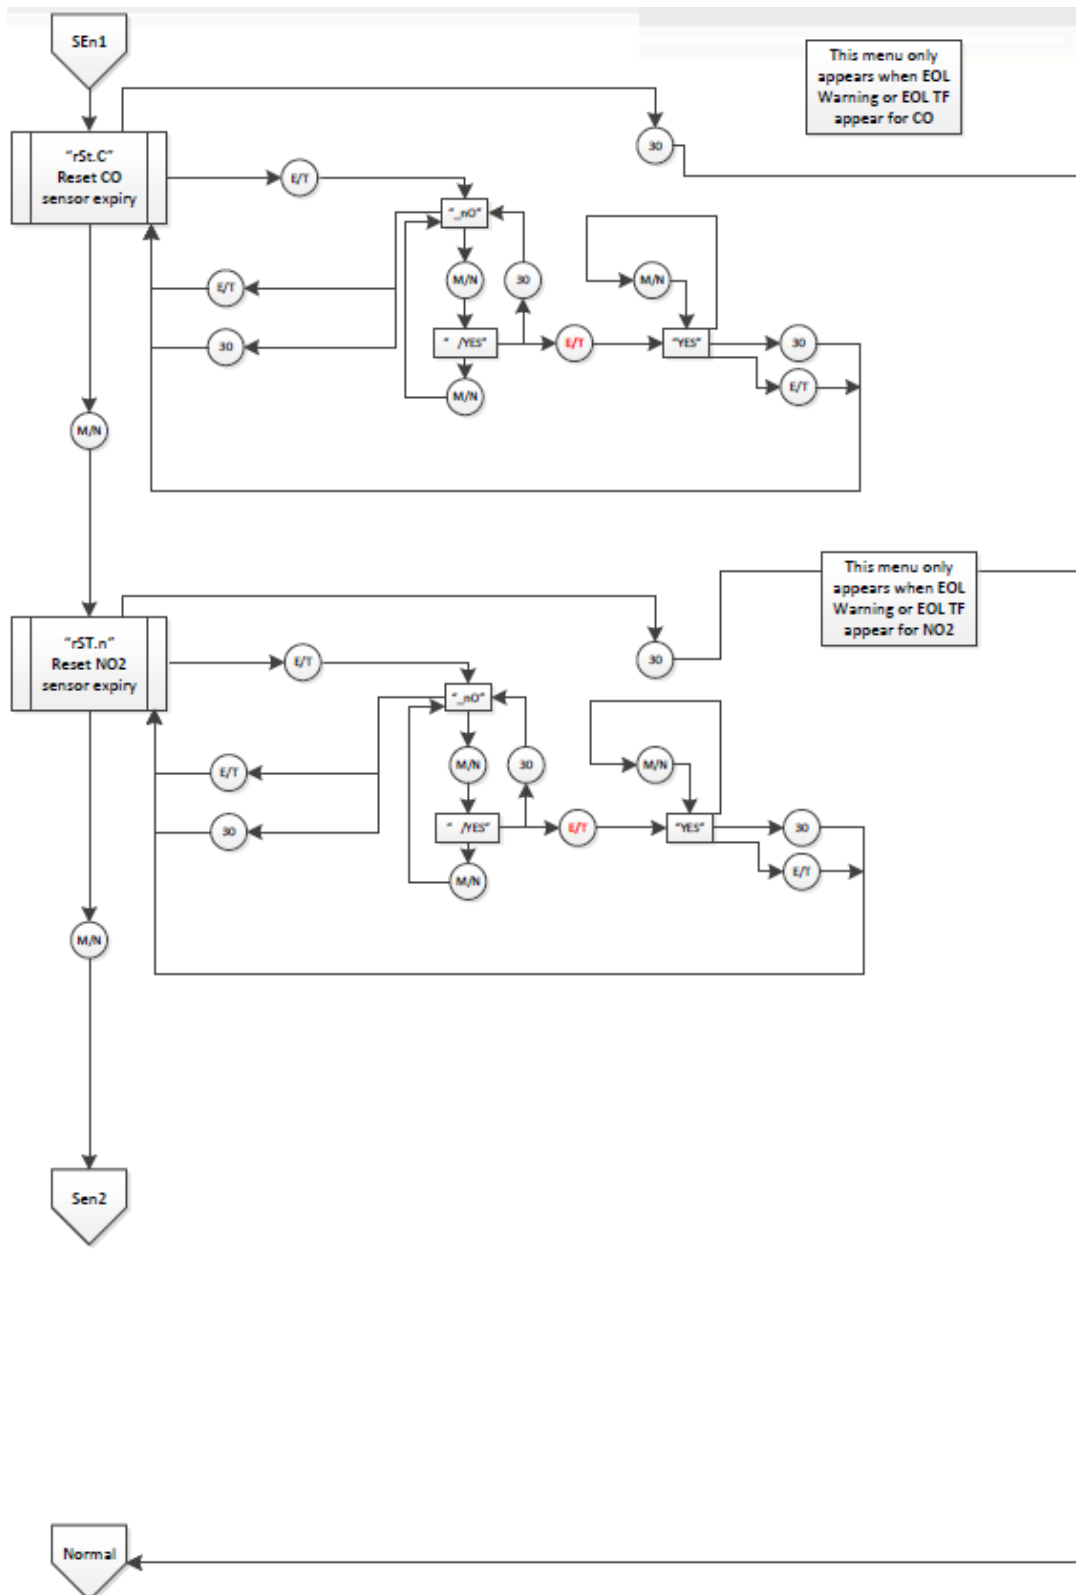 SEn1
This menu only
appears when EOL
Warning or EOL TF
appear for CO
30
"rSt.C"
Reset CO
sensor expiry
E/T
"_nO"
M/N
30
M/N
E/T
30
" /YES"
E/T
"YES"
30
E/T
M/N
M/N
This menu only
appears when EOL
Warning or EOL TF
appear for NO2
30
"rST.n"
Reset NO2
sensor expiry
E/T
"_nO"
M/N
30
M/N
E/T
30
" /YES"
E/T
"YES"
30
E/T
M/N
M/N
Sen2
Normal